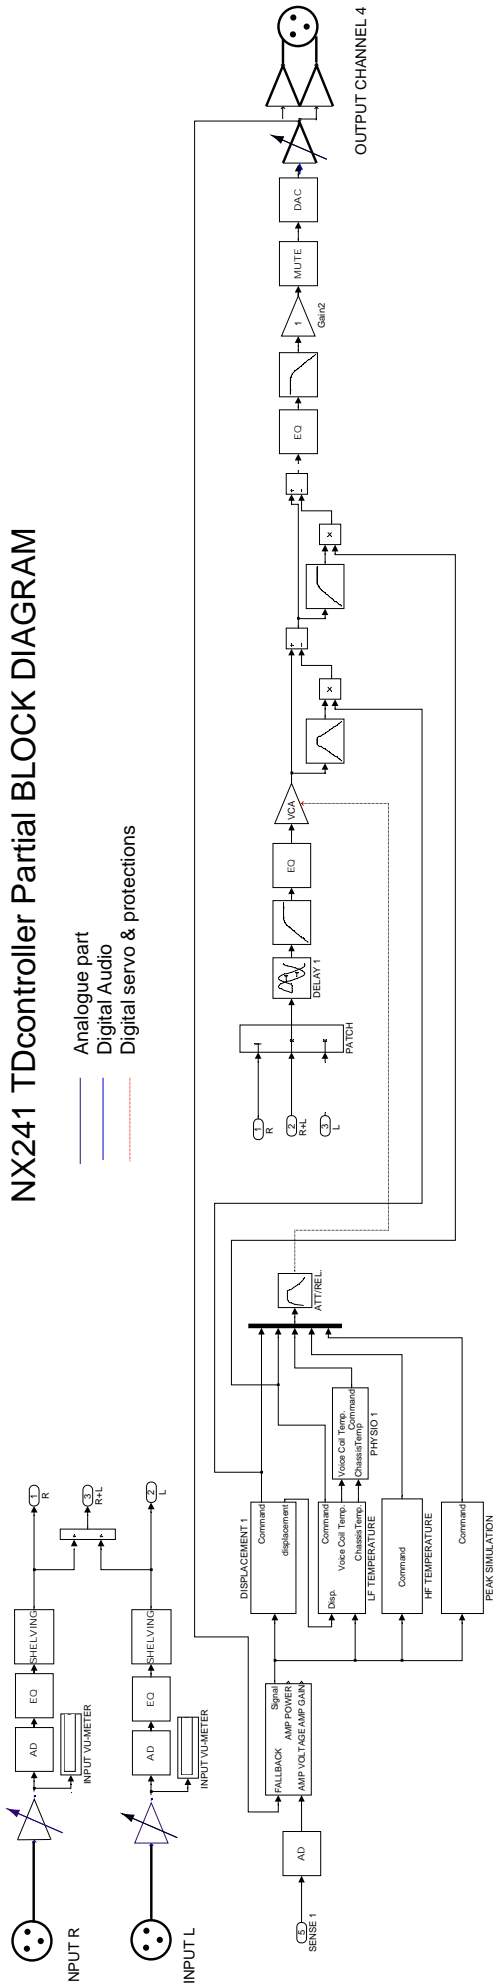 NX241 TDcontroller Partial BLOCK DIAGRAM
Analogue part
Digital Audio
Digital servo & protections
NPUT R
AD
INPUT VU-METER
EQ
SHELVING
1
R
3
R+L
INPUT L
AD
INPUT VU-METER
EQ
SHELVING
2
L
5
SENSE 1
AD
FALLBACK
Signal
AMP POWER
AMP VOLTAGE AMP GAIN
DISPLACEMENT 1
Command
displacement
Disp.
Command
Voice Coil Temp.
ChassisTemp.
LF TEMPERATURE
Voice Coil Temp.
Command
ChassisTemp
PHYSIO 1
Command
HF TEMPERATURE
Command
PEAK SIMULATION
ATT/REL.
1
R
2
R+L
3
L
PATCH
DELAY 1
EQ
VCA
x
+
-
x
+
-
EQ
1
Gain2
MUTE
DAC
OUTPUT CHANNEL 4